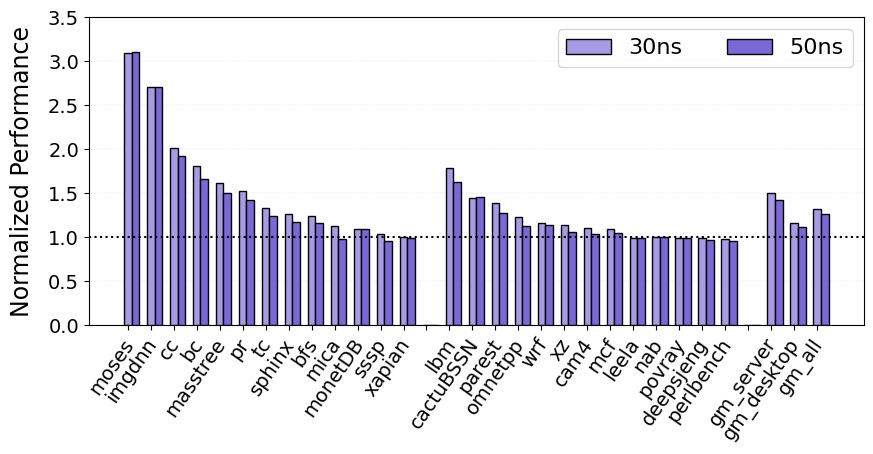 Normalized Performance
3.5
3.0
2.5
2.0
1.5
1.0
0.5
0.0
30ns 50ns
moses
imgdnn
cc
bc
masstree
pr
tc
sphinx
bfs
mica
monetDB
sssp
xapian
lbm
cactuBSSN
parest
omnetpp
wrf
xz
cam4
mcf
leela
nab
povray
deepsjeng
perlbench
gm_server
gm_desktop
gm_all